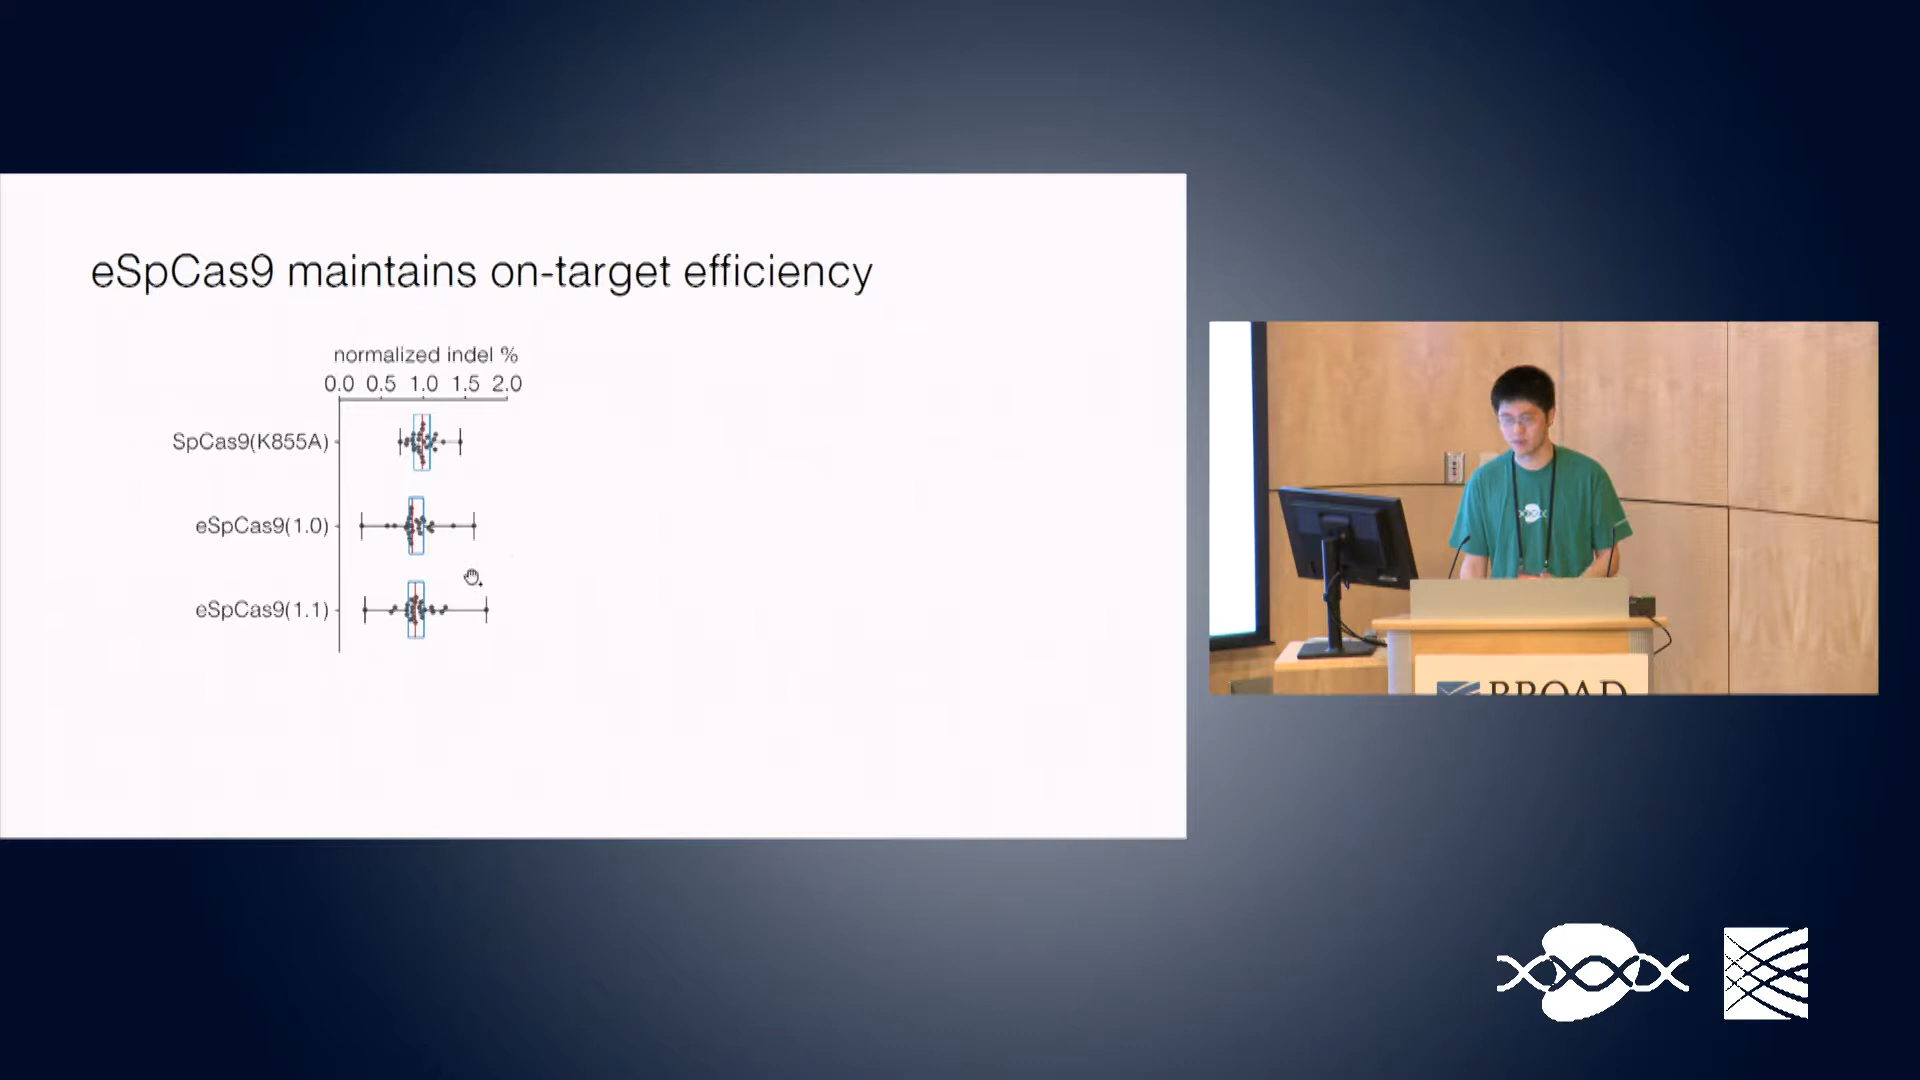 eSpCas9 maintains on-target efficiency
normalized indel %
0.0 0.5 1.0 1.5 2.0
SpCas9(K855A)
eSpCas9(1.0)
eSpCas9(1.1)
BROAD